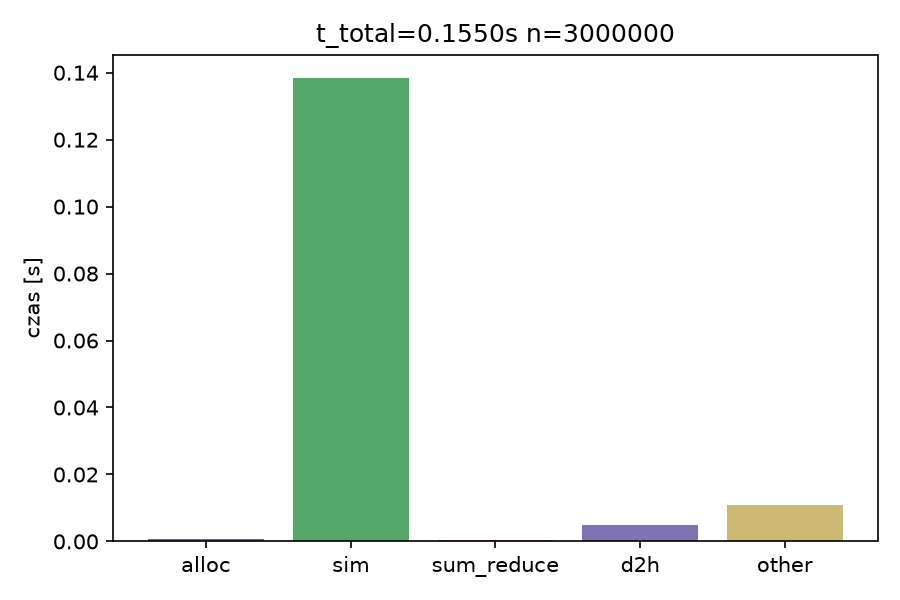 t_total=0.1550s n=3000000
czas [s]
0.14
0.12
0.10
0.08
0.06
0.04
0.02
0.00
alloc sim sum_reduce d2h other